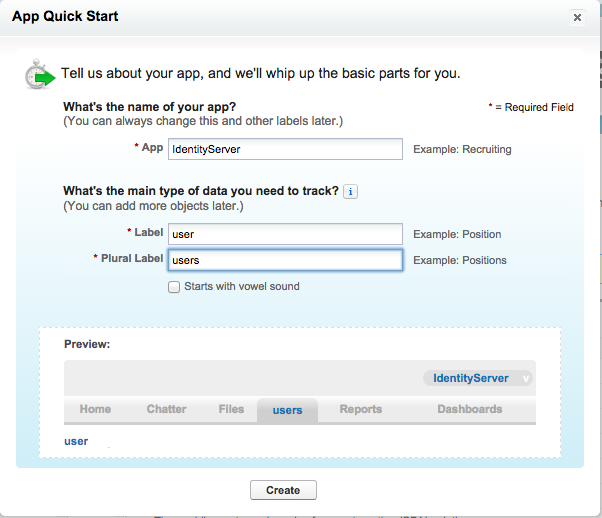 App Quick Start
Tell us about your app, and we'll whip up the basic parts for you.
What's the name of your app?
* = Required Field
(You can always change this and other labels later.)
* App IdentityServer Example: Recruiting
What's the main type of data you need to track? i
(You can add more objects later.)
* Label user Example: Position
* Plural Label users Example: Positions
Starts with vowel sound
Preview:
IdentityServer v
Home Chatter Files users Reports Dashboards
user
Create